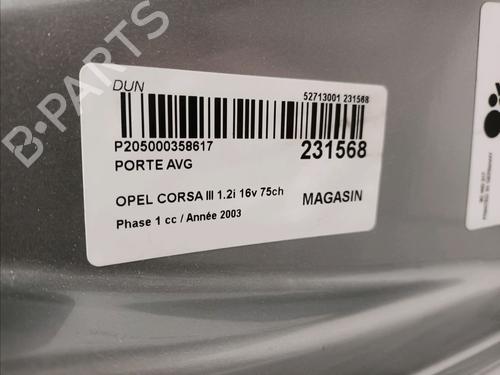 DUN
52713001 231568
P205000358617
231568
PORTE AVG
OPEL CORSA III 1.2i 16v 75ch
MAGASIN
Phase 1 cc / Année 2003
B-PARTS